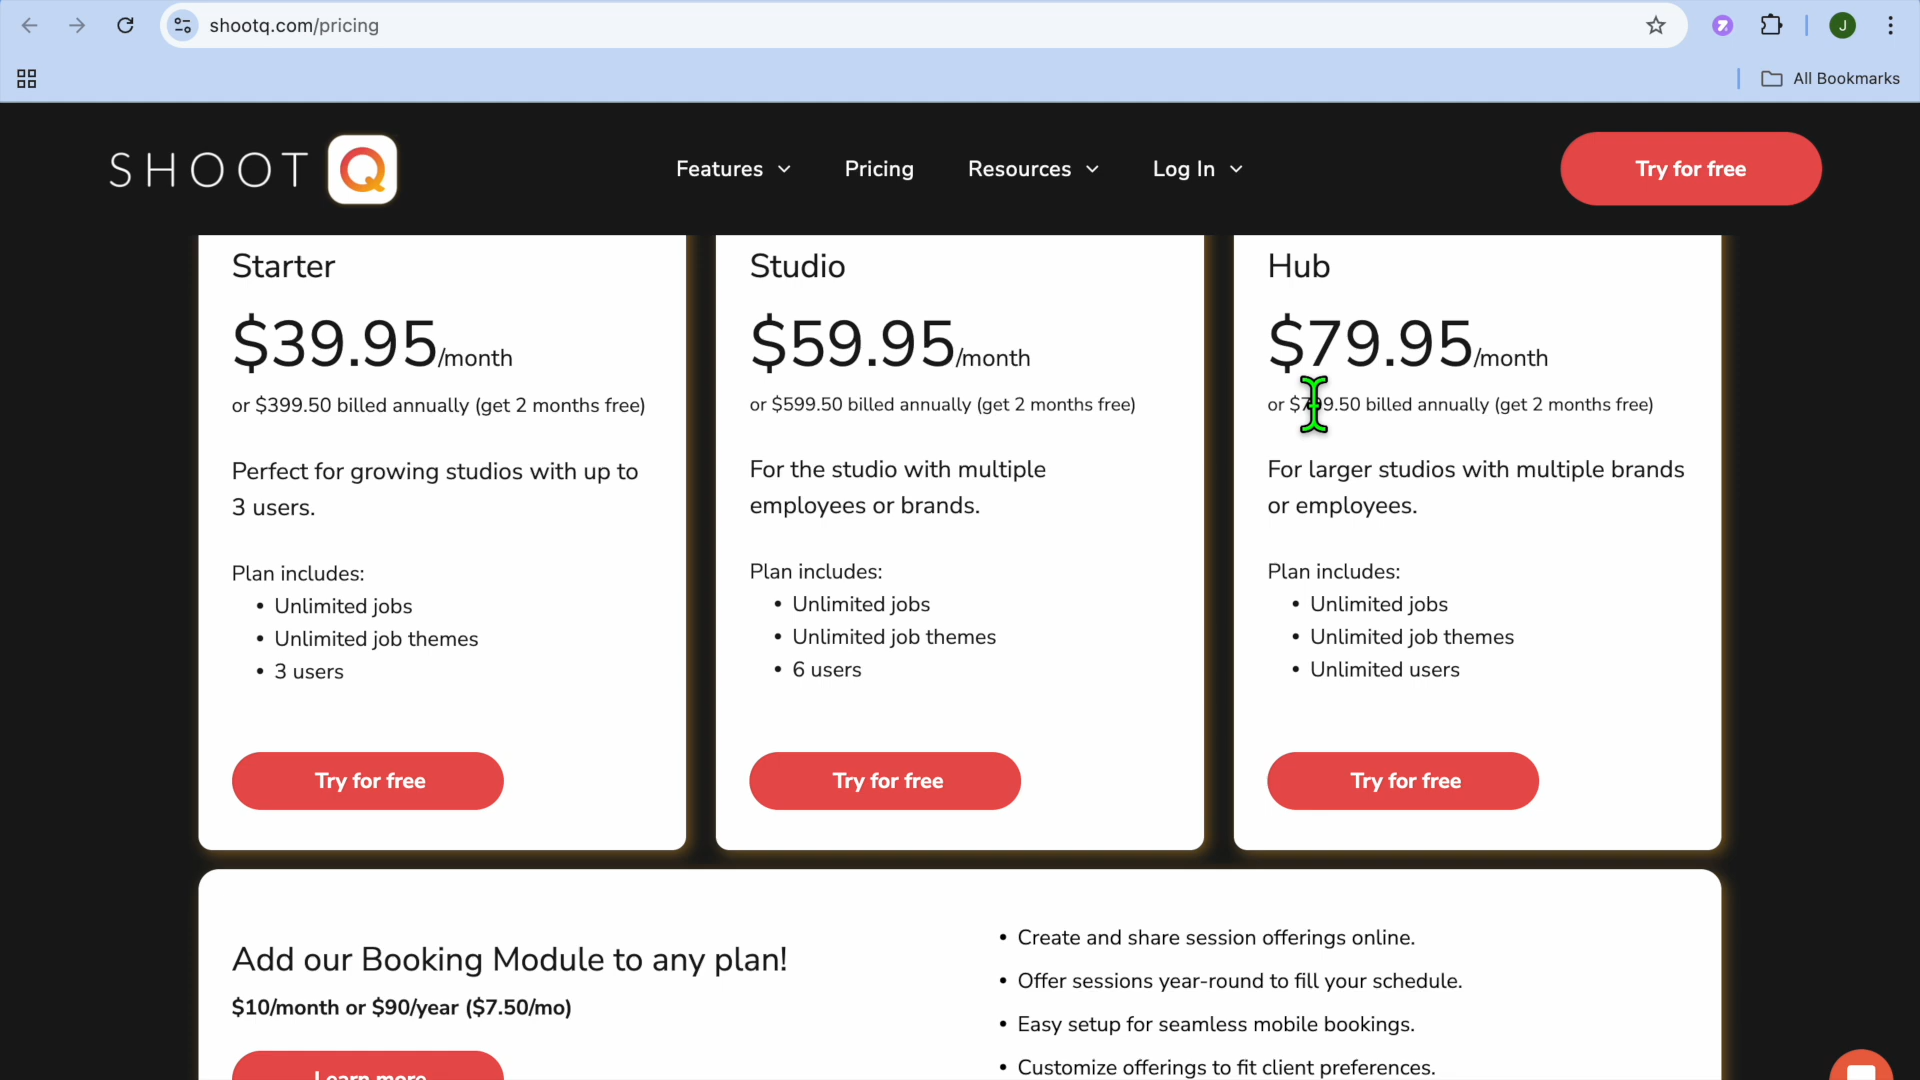 shootq.com/pricing
J
All Bookmarks
SHOOT Q
Features
Pricing
Resources
Log In
Try for free
Starter
$39.95/month
or $399.50 billed annually (get 2 months free)
Perfect for growing studios with up to
3 users.
Plan includes:
• Unlimited jobs
• Unlimited job themes
• 3 users
Try for free
Studio
$59.95/month
or $599.50 billed annually (get 2 months free)
For the studio with multiple
employees or brands.
Plan includes:
• Unlimited jobs
• Unlimited job themes
• 6 users
Try for free
Hub
$79.95/month
or $799.50 billed annually (get 2 months free)
For larger studios with multiple brands
or employees.
Plan includes:
• Unlimited jobs
• Unlimited job themes
• Unlimited users
Try for free
Add our Booking Module to any plan!
$10/month or $90/year ($7.50/mo)
Learn more
• Create and share session offerings online.
• Offer sessions year-round to fill your schedule.
• Easy setup for seamless mobile bookings.
• Customize offerings to fit client preferences.